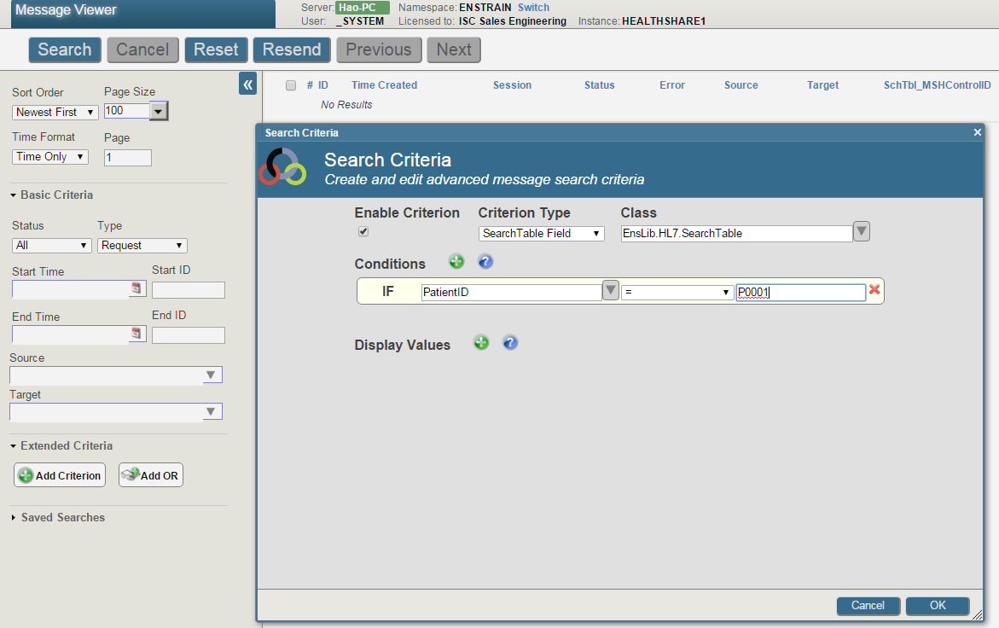 Message Viewer
Server: Hao-PC Namespace: ENSTRAIN Switch
User: _SYSTEM Licensed to: ISC Sales Engineering Instance: HEALTHSHARE1
Search Cancel Reset Resend Previous Next
Sort Order Page Size
Newest First 100
Time Format Page
Time Only 1
Basic Criteria
Status Type
All Request
Start Time Start ID
End Time End ID
Source
Target
Extended Criteria
Add Criterion Add OR
Saved Searches
« # ID Time Created Session Status Error Source Target SchTbl_MSHControlID
No Results
Search Criteria ×
Search Criteria
Create and edit advanced message search criteria
Enable Criterion Criterion Type Class
SearchTable Field EnsLib.HL7.SearchTable
Conditions ?
IF PatientID = P0001
Display Values ?
Cancel OK